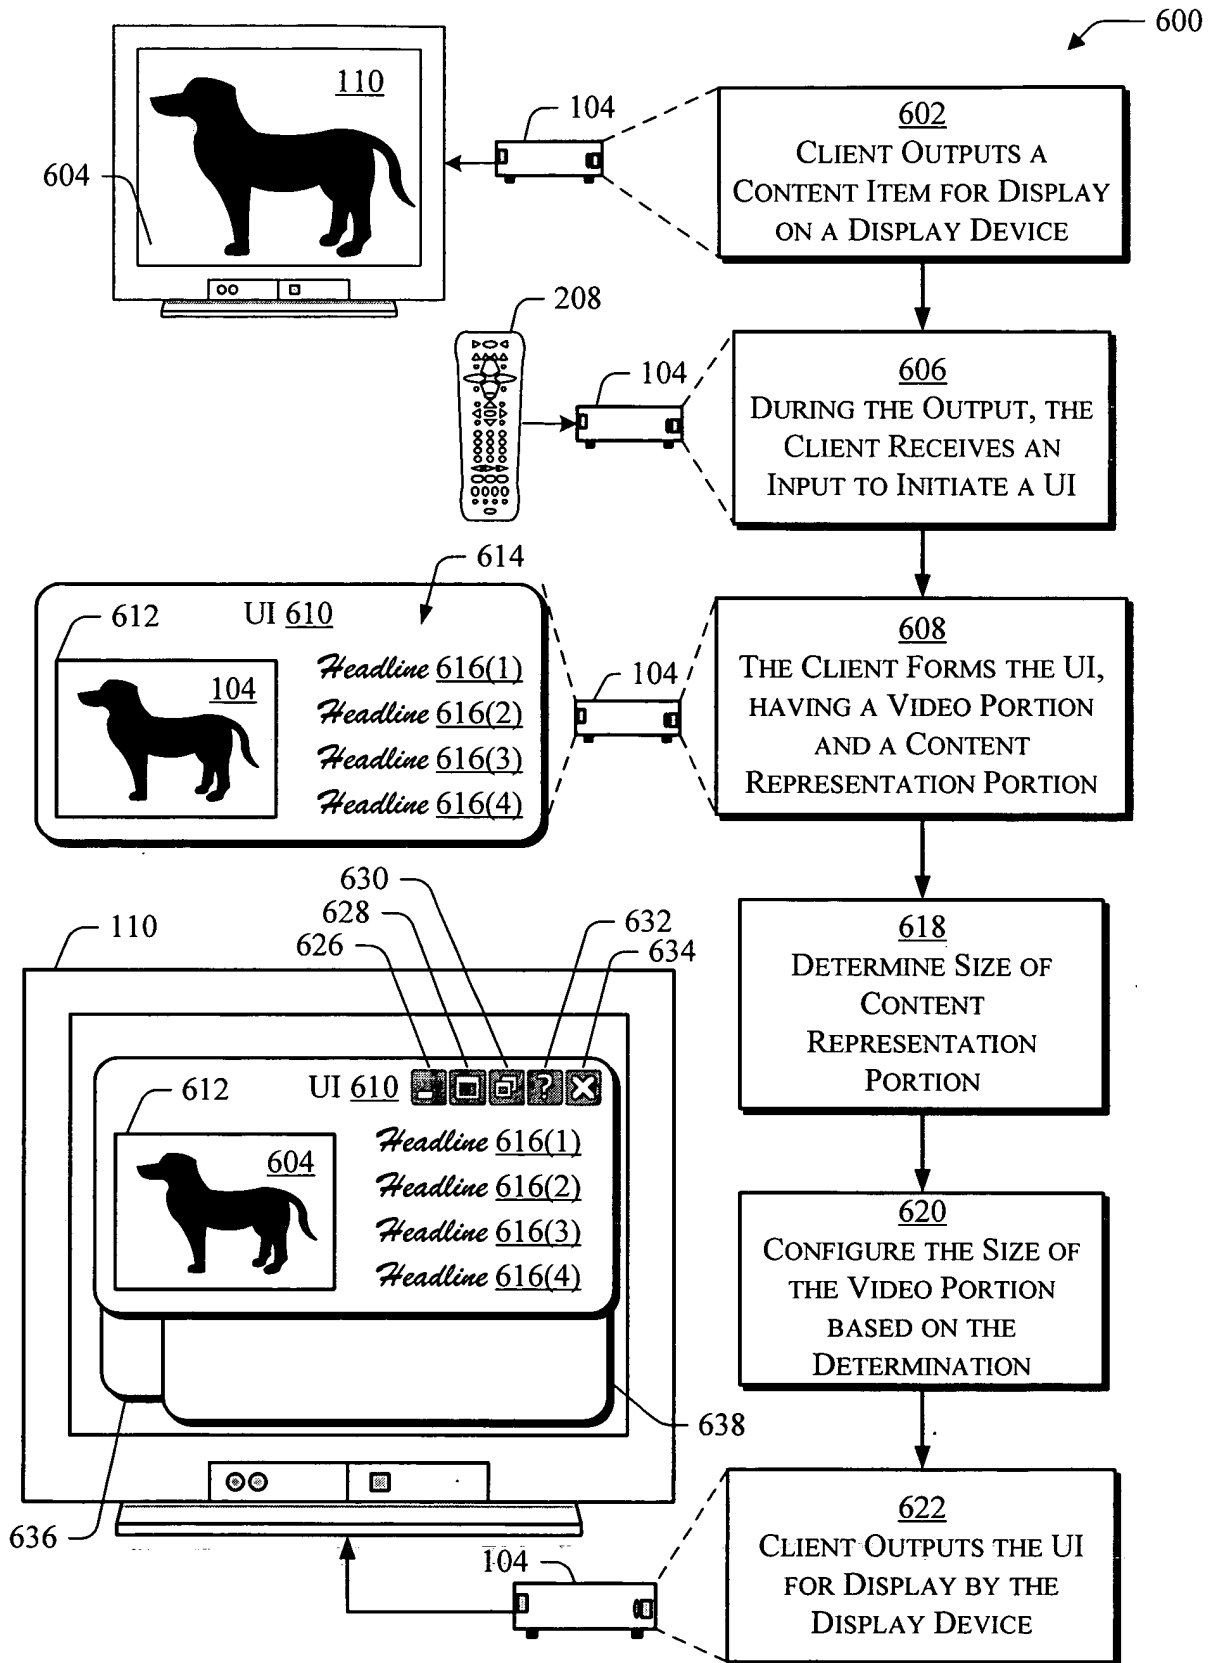 600
110
604
104
602
CLIENT OUTPUTS A
CONTENT ITEM FOR DISPLAY
ON A DISPLAY DEVICE
208
104
606
DURING THE OUTPUT, THE
CLIENT RECEIVES AN
INPUT TO INITIATE A UI
614
612
UI 610
104
Headline 616(1)
Headline 616(2)
Headline 616(3)
Headline 616(4)
104
608
THE CLIENT FORMS THE UI,
HAVING A VIDEO PORTION
AND A CONTENT
REPRESENTATION PORTION
618
DETERMINE SIZE OF
CONTENT
REPRESENTATION
PORTION
110
630
628
626
632
634
612
UI 610
?
604
Headline 616(1)
Headline 616(2)
Headline 616(3)
Headline 616(4)
636
638
620
CONFIGURE THE SIZE OF
THE VIDEO PORTION
BASED ON THE
DETERMINATION
104
622
CLIENT OUTPUTS THE UI
FOR DISPLAY BY THE
DISPLAY DEVICE